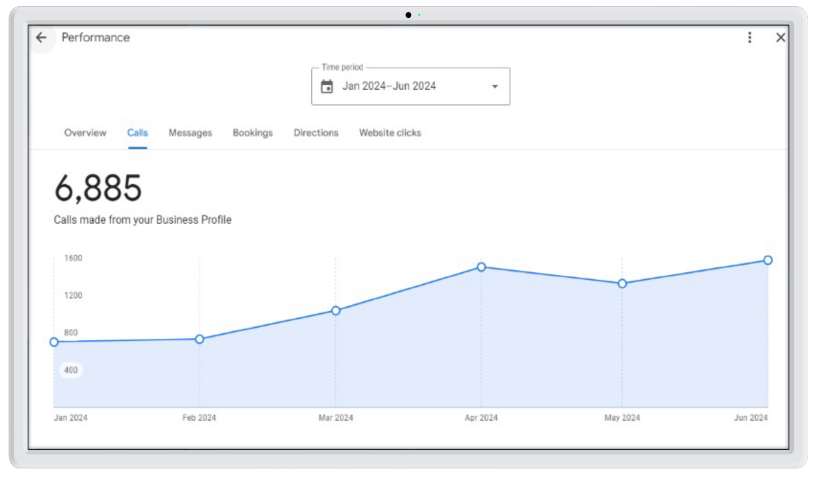 Performance
Time period
Jan 2024–Jun 2024
Overview Calls Messages Bookings Directions Website clicks
6,885
Calls made from your Business Profile
1600
1200
800
400
Jan 2024 Feb 2024 Mar 2024 Apr 2024 May 2024 Jun 2024